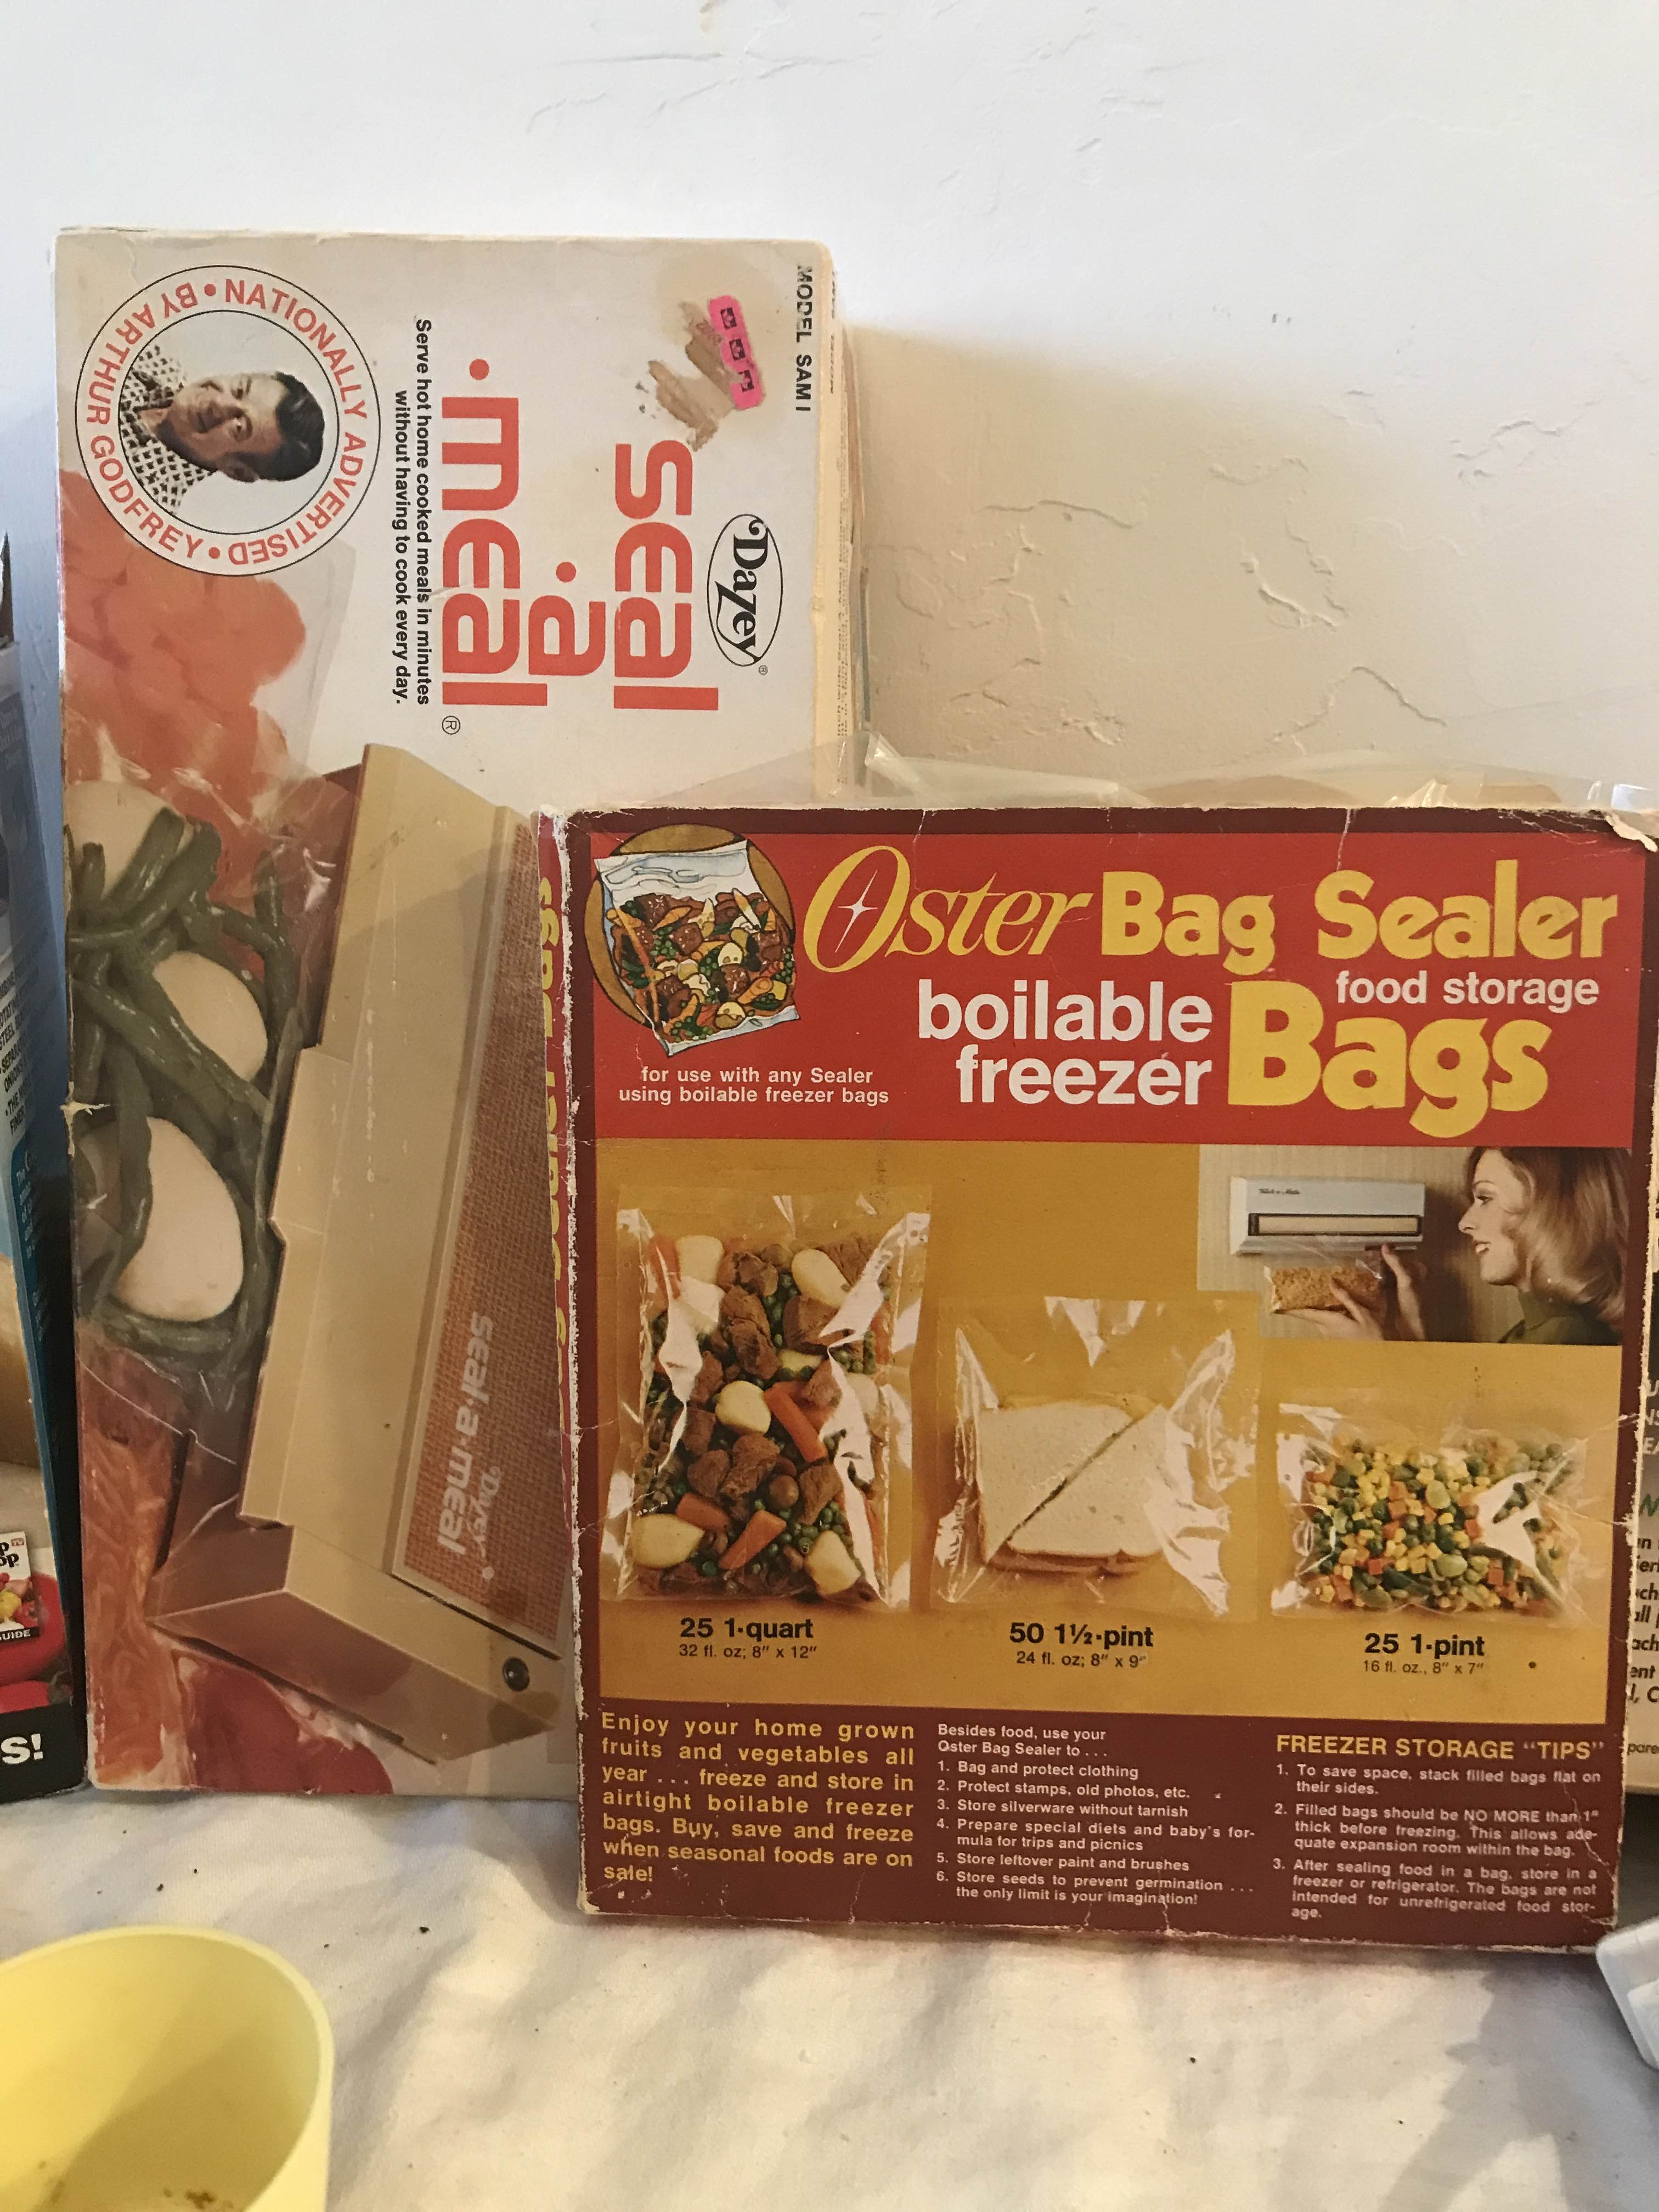 MODEL SAM1
Dazey®
seal
·a
·meal®
Serve hot home cooked meals in minutes
without having to cook every day.
NATIONALLY ADVERTISED • BY ARTHUR GODFREY •
Dazey®
seal·a·meal
Oster Bag Sealer
food storage
boilable
freezer Bags
for use with any Sealer
using boilable freezer bags
25 1-quart
32 fl. oz; 8" x 12"
50 1½-pint
24 fl. oz; 8" x 9"
25 1-pint
16 fl. oz., 8" x 7"
Enjoy your home grown
fruits and vegetables all
year ... freeze and store in
airtight boilable freezer
bags. Buy, save and freeze
when seasonal foods are on
sale!
Besides food, use your
Oster Bag Sealer to ...
1. Bag and protect clothing
2. Protect stamps, old photos, etc.
3. Store silverware without tarnish
4. Prepare special diets and baby's for-
mula for trips and picnics
5. Store leftover paint and brushes
6. Store seeds to prevent germination ...
the only limit is your imagination!
FREEZER STORAGE "TIPS"
1. To save space, stack filled bags flat on
their sides.
2. Filled bags should be NO MORE than 1"
thick before freezing. This allows ade-
quate expansion room within the bag.
3. After sealing food in a bag, store in a
freezer or refrigerator. The bags are not
intended for unrefrigerated food stor-
age.
S!